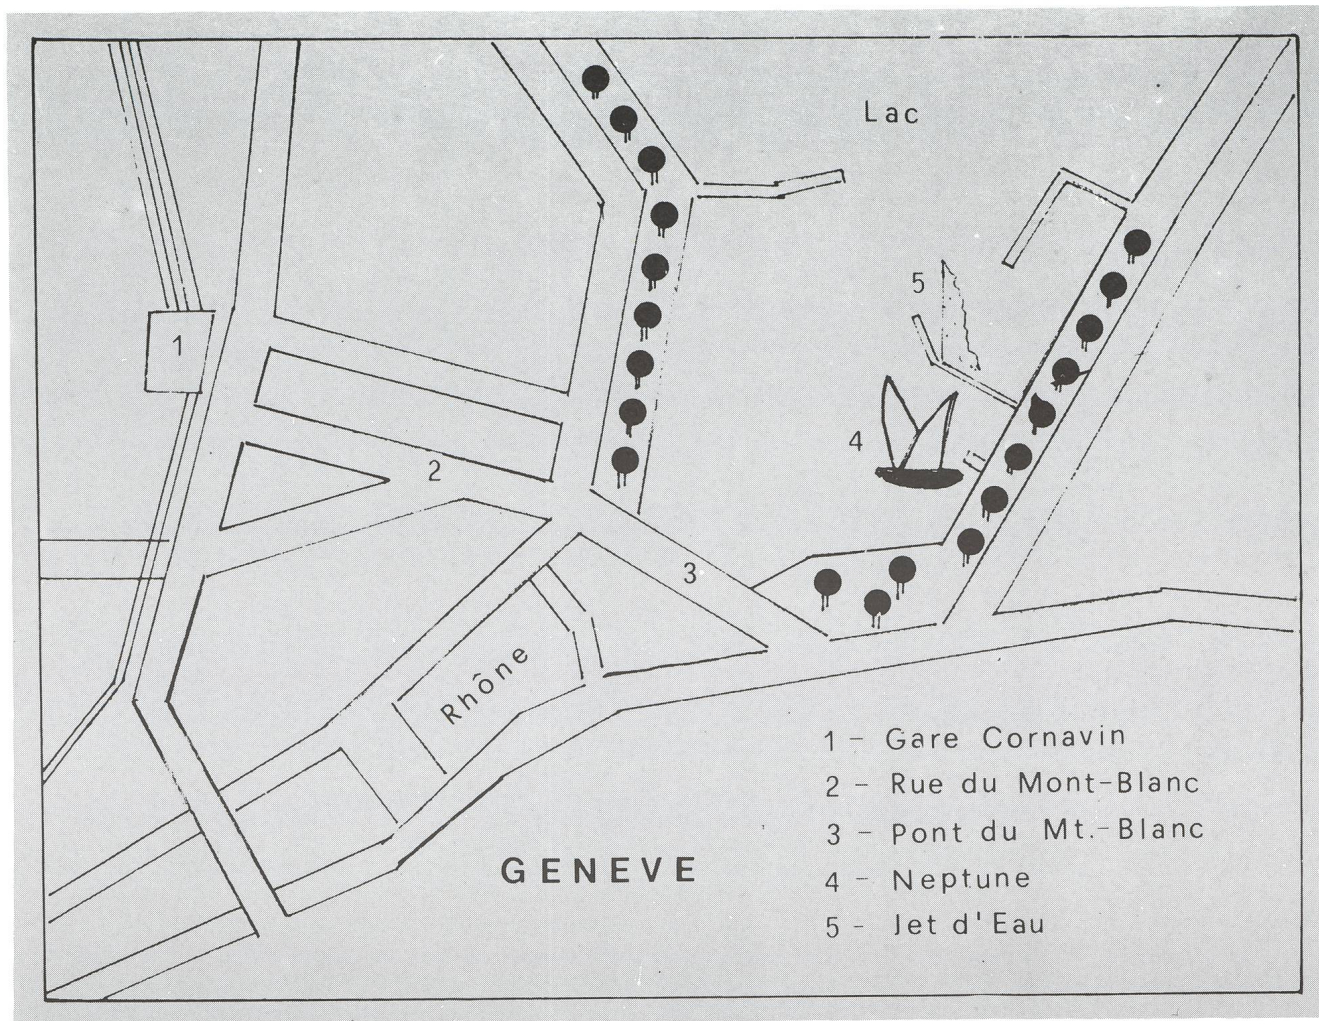 Lac
5
1
4
2
3
Rhône
1 - Gare Cornavin
2 - Rue du Mont-Blanc
3 - Pont du Mt.-Blanc
4 - Neptune
5 - Jet d'Eau
GENEVE